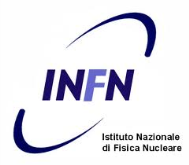 INFN
Istituto Nazionale
di Fisica Nucleare